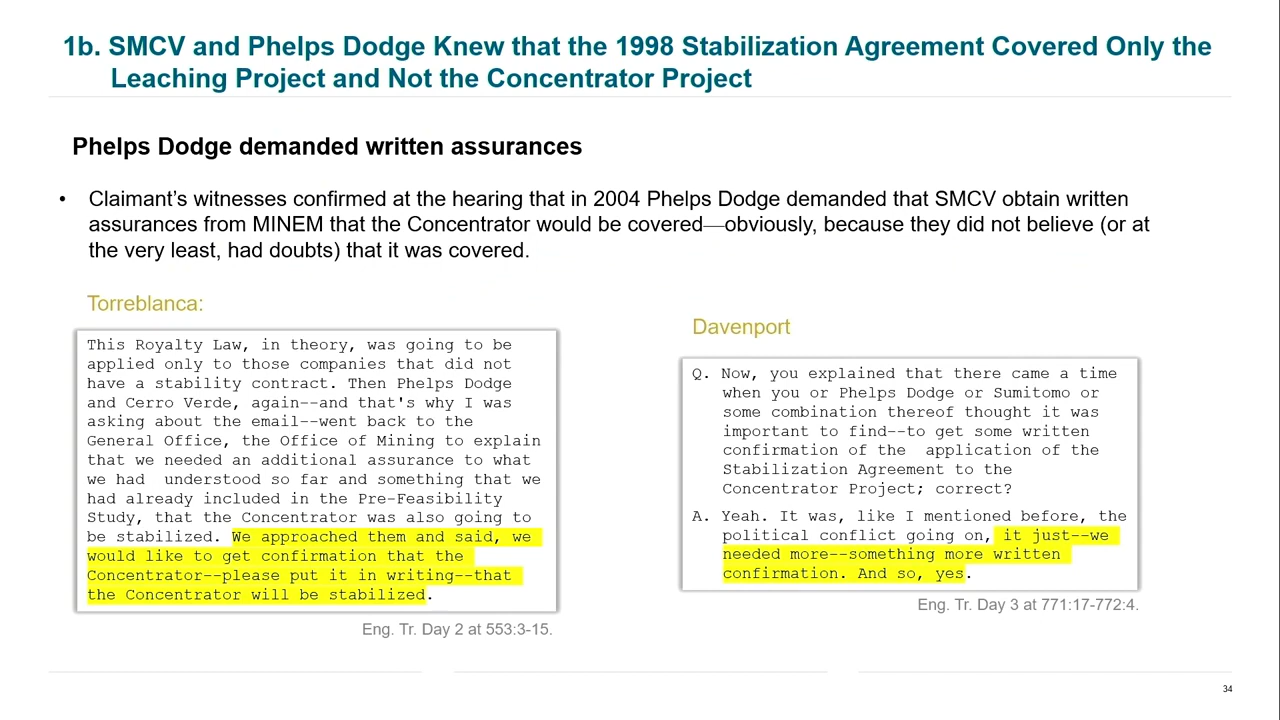 1b. SMCV and Phelps Dodge Knew that the 1998 Stabilization Agreement Covered Only the
Leaching Project and Not the Concentrator Project
Phelps Dodge demanded written assurances
• Claimant's witnesses confirmed at the hearing that in 2004 Phelps Dodge demanded that SMCV obtain written
assurances from MINEM that the Concentrator would be covered—obviously, because they did not believe (or at
the very least, had doubts) that it was covered.
Torreblanca:
This Royalty Law, in theory, was going to be
applied only to those companies that did not
have a stability contract. Then Phelps Dodge
and Cerro Verde, again--and that's why I was
asking about the email--went back to the
General Office, the Office of Mining to explain
that we needed an additional assurance to what
we had understood so far and something that we
had already included in the Pre-Feasibility
Study, that the Concentrator was also going to
be stabilized. We approached them and said, we
would like to get confirmation that the
Concentrator--please put it in writing--that
the Concentrator will be stabilized.
Eng. Tr. Day 2 at 553:3-15.
Davenport
Q. Now, you explained that there came a time
when you or Phelps Dodge or Sumitomo or
some combination thereof thought it was
important to find--to get some written
confirmation of the application of the
Stabilization Agreement to the
Concentrator Project; correct?
A. Yeah. It was, like I mentioned before, the
political conflict going on, it just--we
needed more--something more written
confirmation. And so, yes.
Eng. Tr. Day 3 at 771:17-772:4.
34